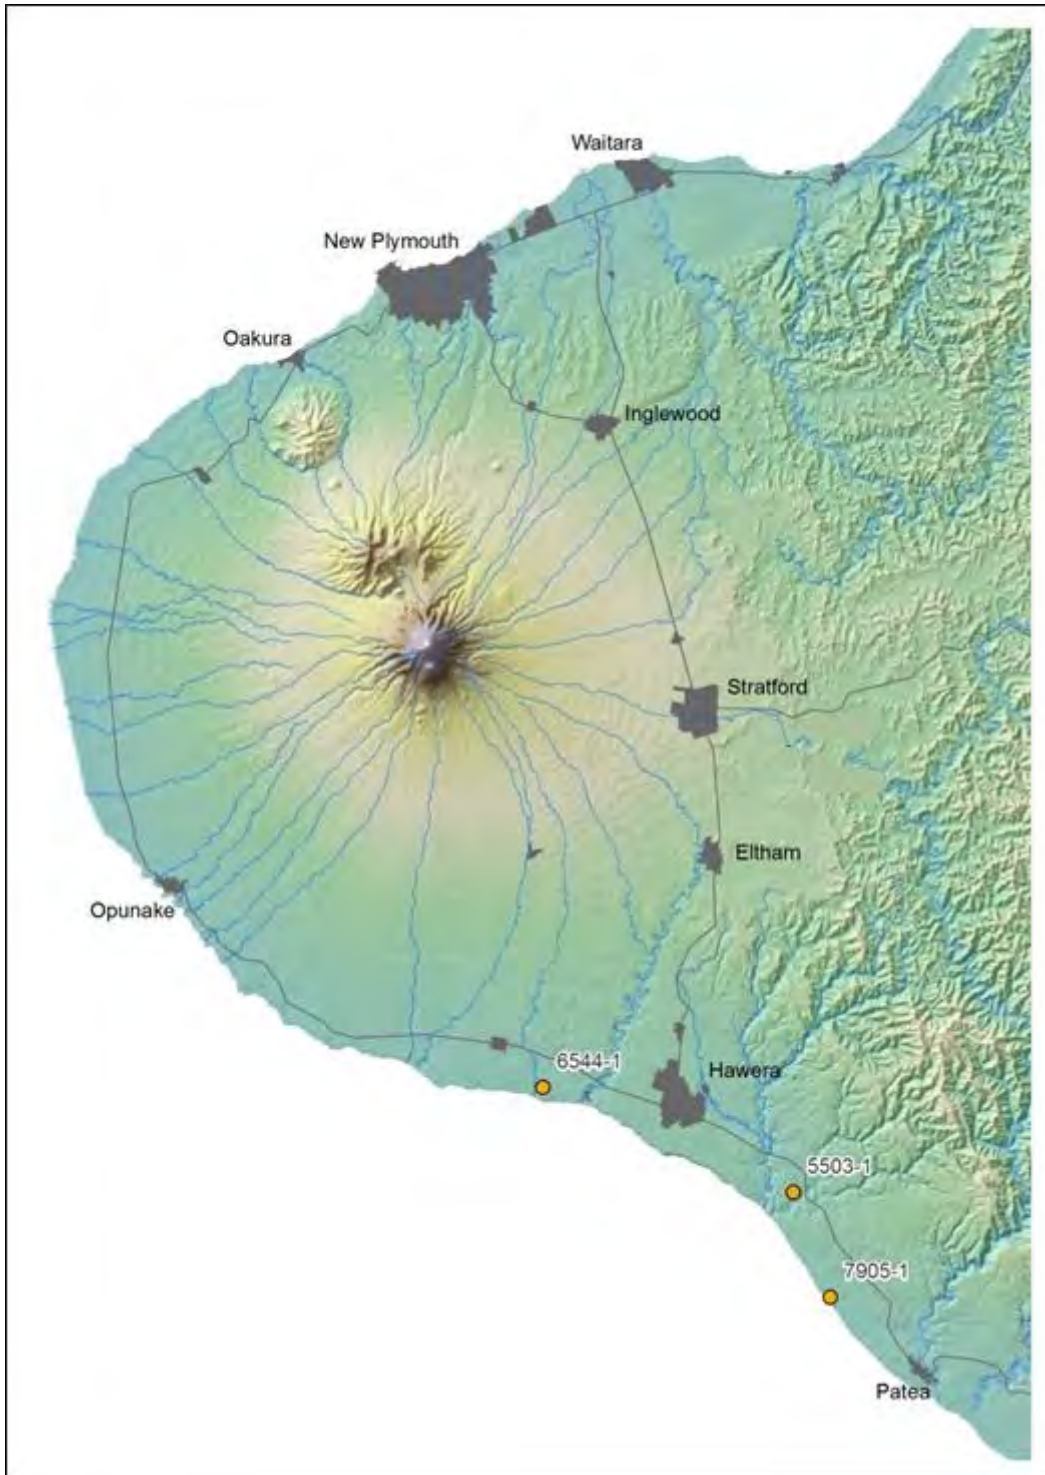 Waitara
New Plymouth
Oakura
Inglewood
Stratford
Eltham
Opunake
6544-1
Hawera
5503-1
7905-1
Patea